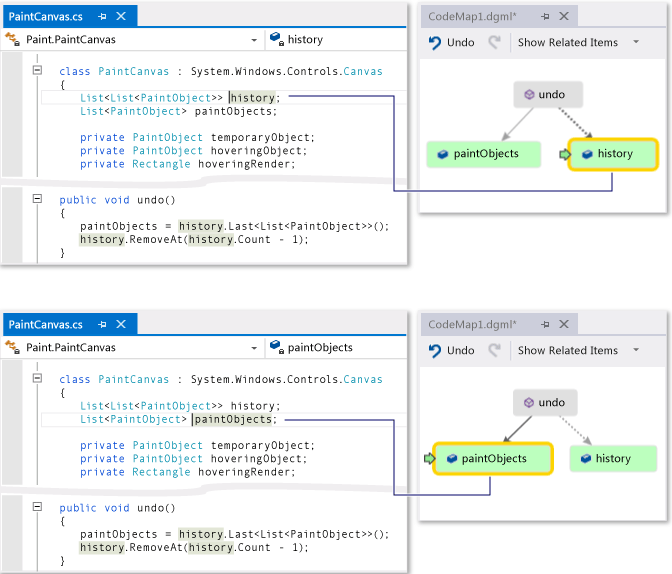 PaintCanvas.cs
Paint.PaintCanvas history
class PaintCanvas : System.Windows.Controls.Canvas
{
List<List<PaintObject>> history;
List<PaintObject> paintObjects;
private PaintObject temporaryObject;
private PaintObject hoveringObject;
private Rectangle hoveringRender;
public void undo()
{
paintObjects = history.Last<List<PaintObject>>();
history.RemoveAt(history.Count - 1);
}
CodeMap1.dgml*
Undo Show Related Items
undo
paintObjects history
PaintCanvas.cs
Paint.PaintCanvas paintObjects
class PaintCanvas : System.Windows.Controls.Canvas
{
List<List<PaintObject>> history;
List<PaintObject> paintObjects;
private PaintObject temporaryObject;
private PaintObject hoveringObject;
private Rectangle hoveringRender;
public void undo()
{
paintObjects = history.Last<List<PaintObject>>();
history.RemoveAt(history.Count - 1);
}
CodeMap1.dgml*
Undo Show Related Items
undo
paintObjects history